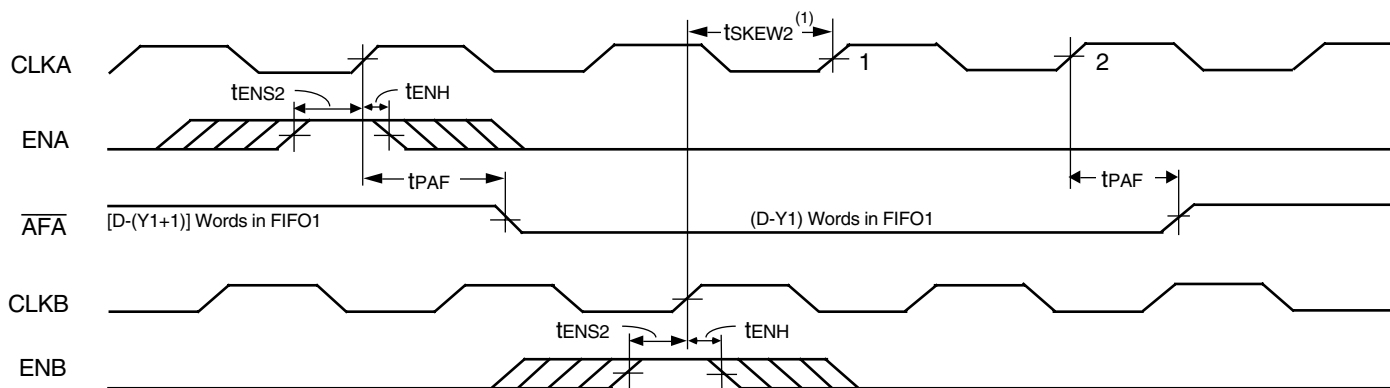 tSKEW2(1)
CLKA
1
2
tENS2
tENH
ENA
tPAF
tPAF
AFA
[D-(Y1+1)] Words in FIFO1
(D-Y1) Words in FIFO1
CLKB
tENS2
tENH
ENB